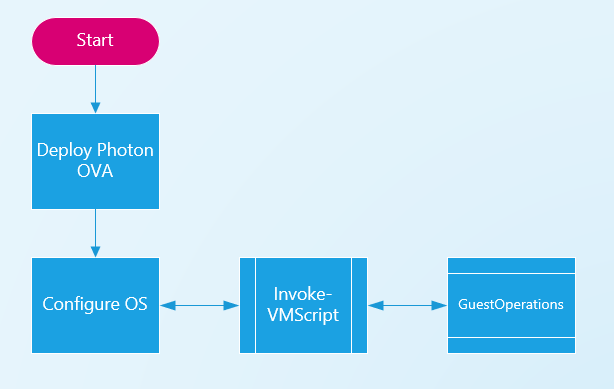 Start
Deploy Photon
OVA
Configure OS
Invoke-
VMScript
GuestOperations